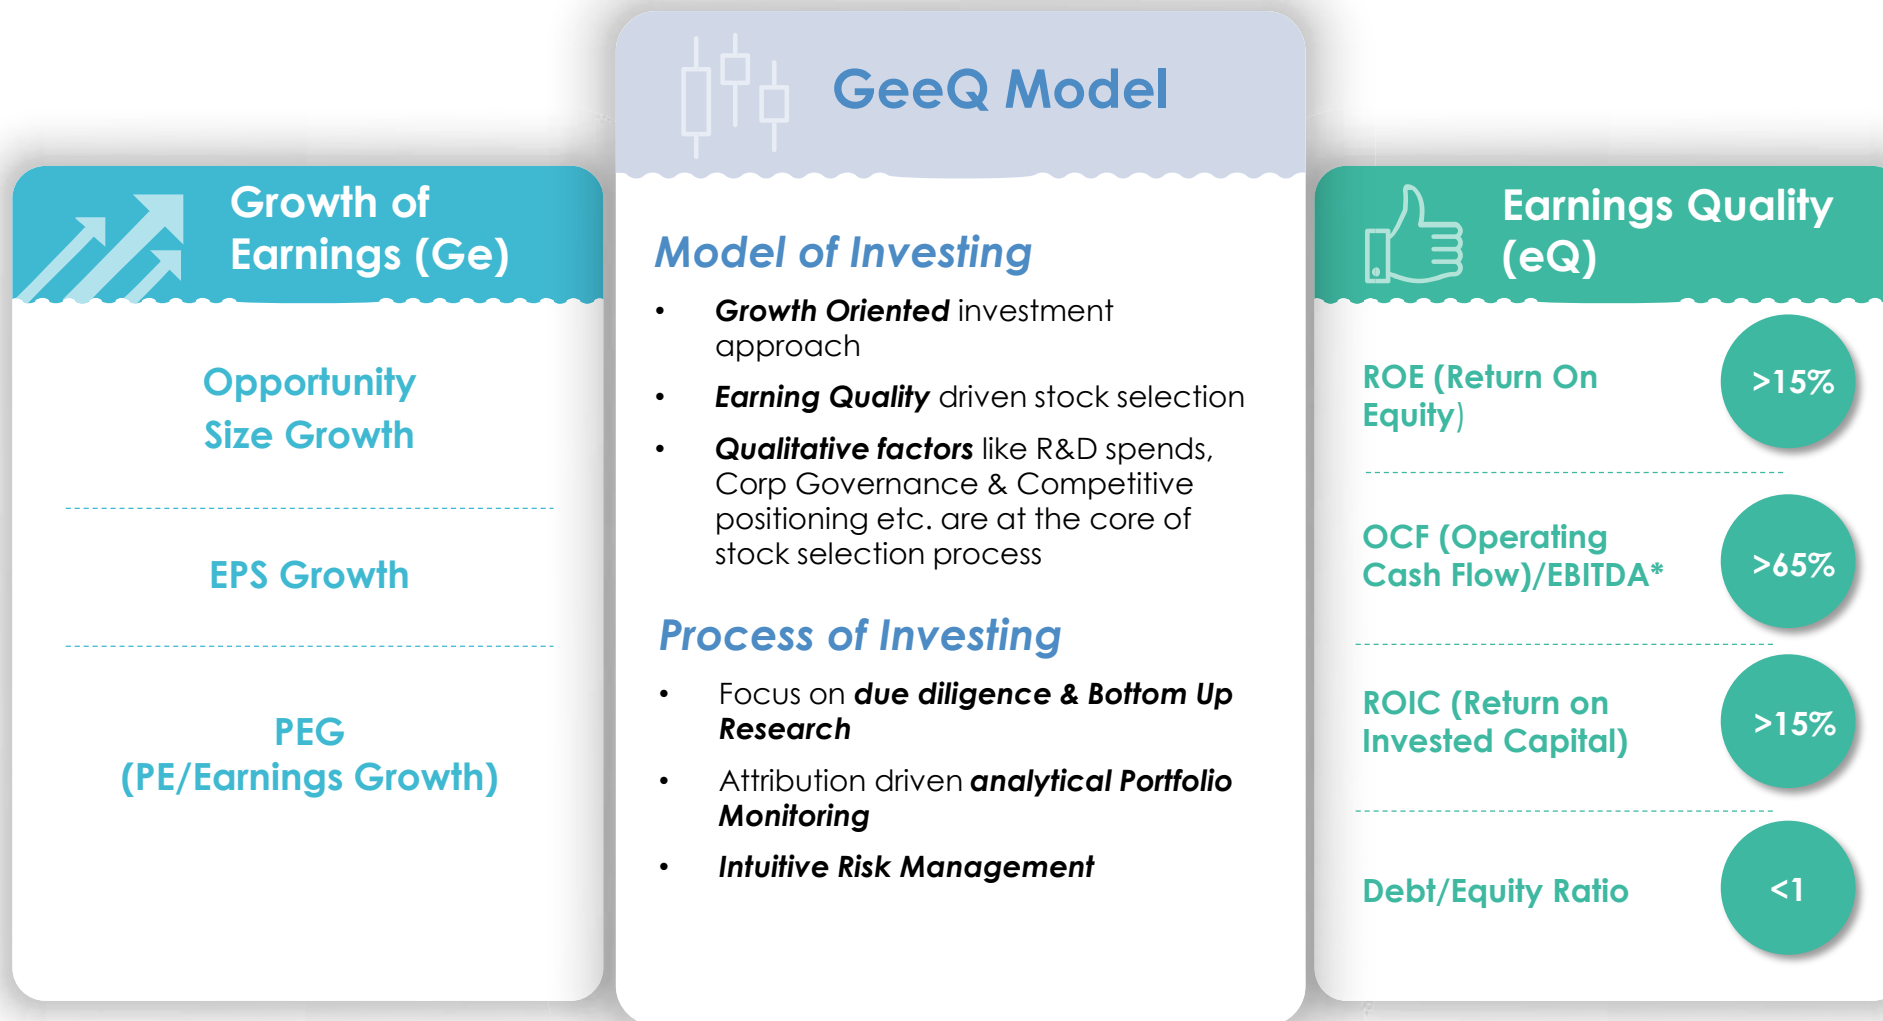 Growth of
Earnings (Ge)
Opportunity
Size Growth
EPS Growth
PEG
(PE/Earnings Growth)
GeeQ Model
Model of Investing
• Growth Oriented investment
approach
• Earning Quality driven stock selection
• Qualitative factors like R&D spends,
Corp Governance & Competitive
positioning etc. are at the core of
stock selection process
Process of Investing
• Focus on due diligence & Bottom Up
Research
• Attribution driven analytical Portfolio
Monitoring
• Intuitive Risk Management
Earnings Quality
(eQ)
ROE (Return On
Equity)
>15%
OCF (Operating
Cash Flow)/EBITDA*
>65%
ROIC (Return on
Invested Capital)
>15%
Debt/Equity Ratio
<1